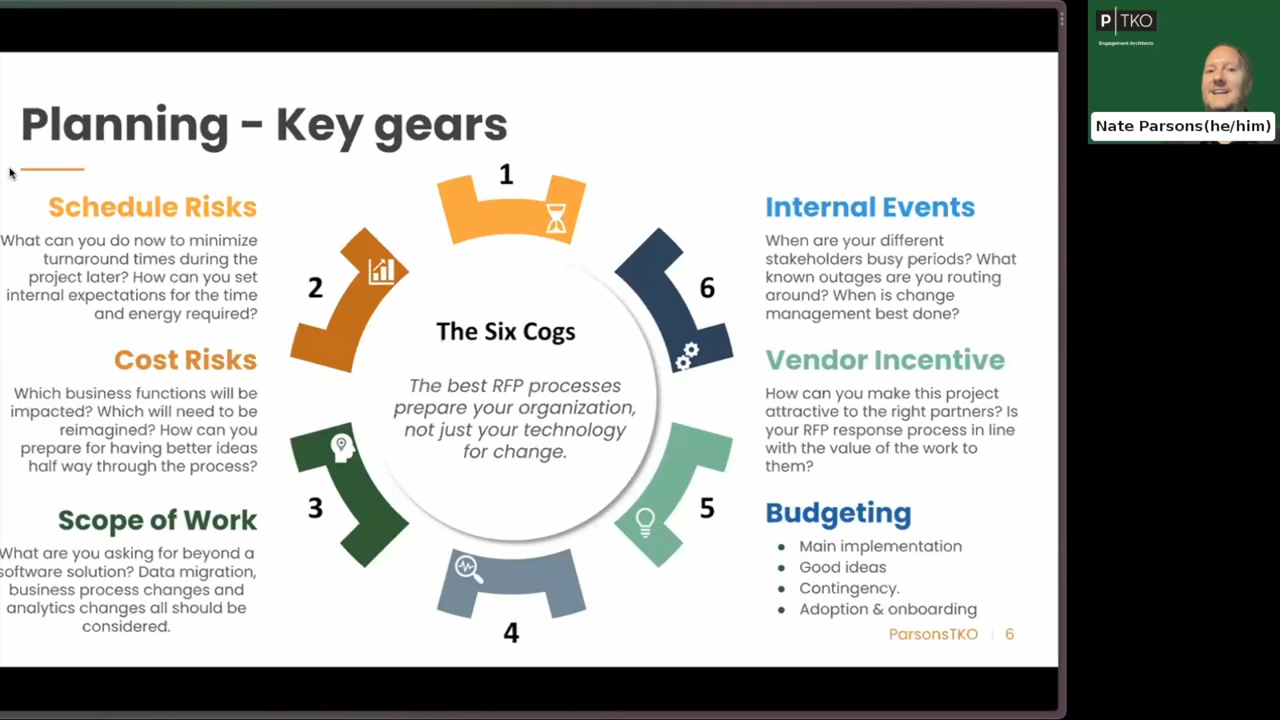 Planning - Key gears
Schedule Risks
What can you do now to minimize
turnaround times during the
project later? How can you set
internal expectations for the time
and energy required?
Cost Risks
Which business functions will be
impacted? Which will need to be
reimagined? How can you
prepare for having better ideas
half way through the process?
Scope of Work
What are you asking for beyond a
software solution? Data migration,
business process changes and
analytics changes all should be
considered.
1
2
3
4
5
6
The Six Cogs
The best RFP processes
prepare your organization,
not just your technology
for change.
Internal Events
When are your different
stakeholders busy periods? What
known outages are you routing
around? When is change
management best done?
Vendor Incentive
How can you make this project
attractive to the right partners? Is
your RFP response process in line
with the value of the work to
them?
Budgeting
• Main implementation
• Good ideas
• Contingency.
• Adoption & onboarding
ParsonsTKO | 6
P|TKO
Engagement Architects
Nate Parsons(he/him)